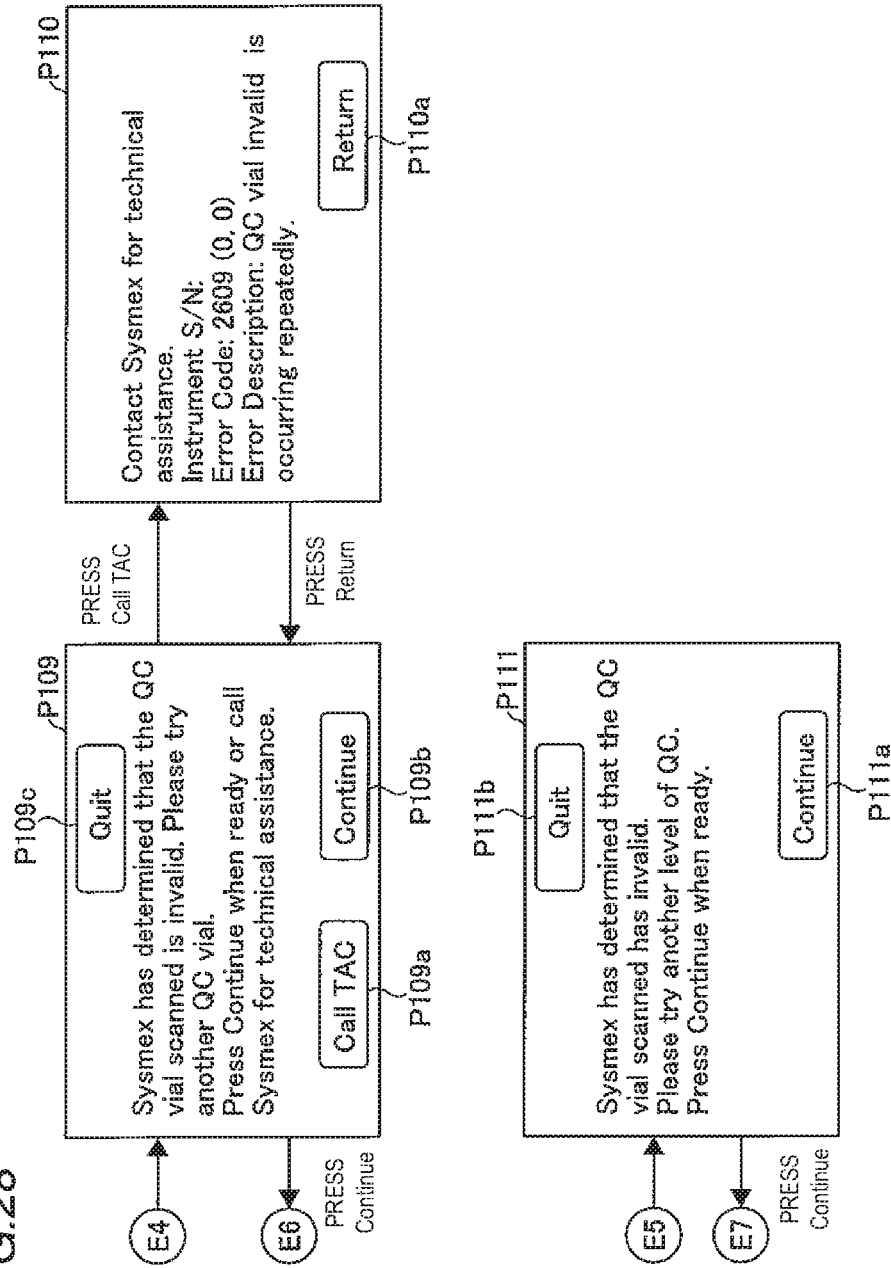 G.28
P109c
P109
Quit
Sysmex has determined that the QC
vial scanned is invalid. Please try
another QC vial.
Press Continue when ready or call
Sysmex for technical assistance.
Call TAC
Continue
P109a
P109b
E4
E6
PRESS
Continue
PRESS
Call TAC
PRESS
Return
P110
Contact Sysmex for technical
assistance.
Instrument S/N:
Error Code: 2609 (0, 0)
Error Description: QC vial invalid is
occurring repeatedly.
Return
P110a
P111b
P111
Quit
Sysmex has determined that the QC
vial scanned has invalid.
Please try another level of QC.
Press Continue when ready.
Continue
P111a
E5
E7
PRESS
Continue